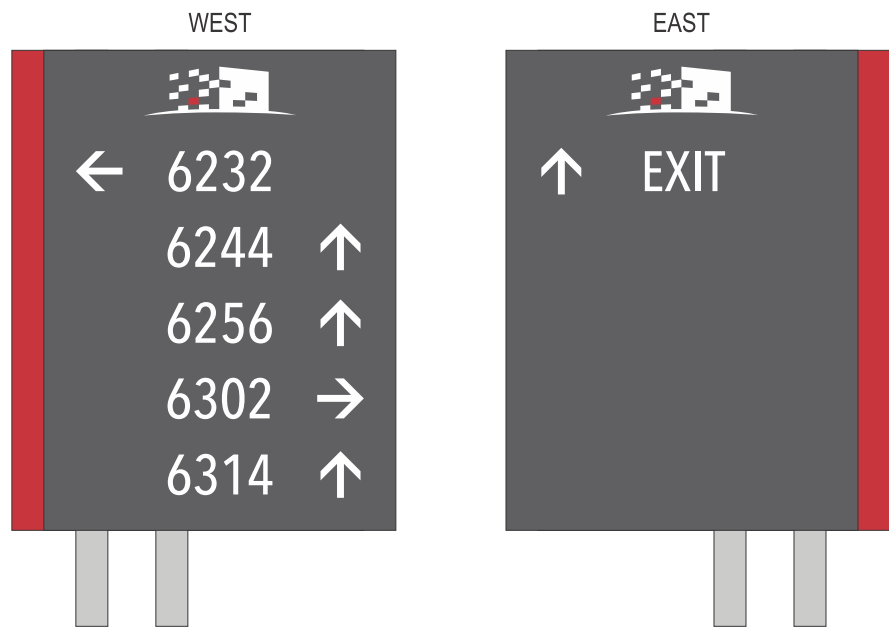 WEST
← 6232
6244 ↑
6256 ↑
6302 →
6314 ↑
EAST
↑ EXIT